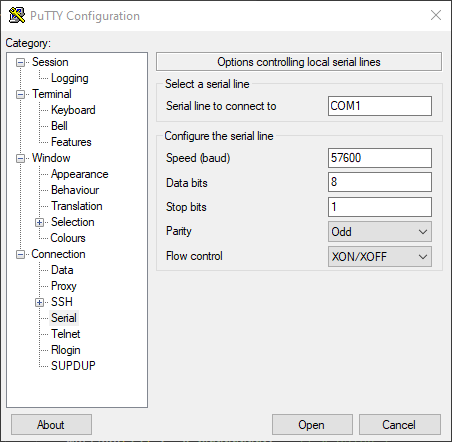 PuTTY Configuration
Category:
Session
Logging
Terminal
Keyboard
Bell
Features
Window
Appearance
Behaviour
Translation
Selection
Colours
Connection
Data
Proxy
SSH
Serial
Telnet
Rlogin
SUPDUP
Options controlling local serial lines
Select a serial line
Serial line to connect to COM1
Configure the serial line
Speed (baud) 57600
Data bits 8
Stop bits 1
Parity Odd
Flow control XON/XOFF
About Open Cancel